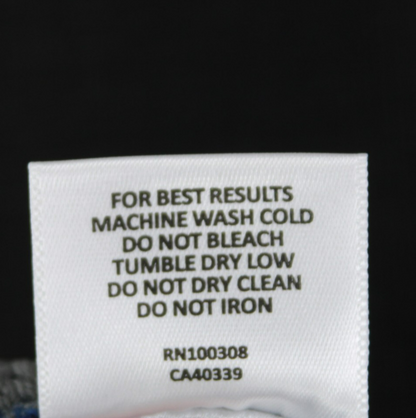 FOR BEST RESULTS
MACHINE WASH COLD
DO NOT BLEACH
TUMBLE DRY LOW
DO NOT DRY CLEAN
DO NOT IRON
RN100308
CA40339